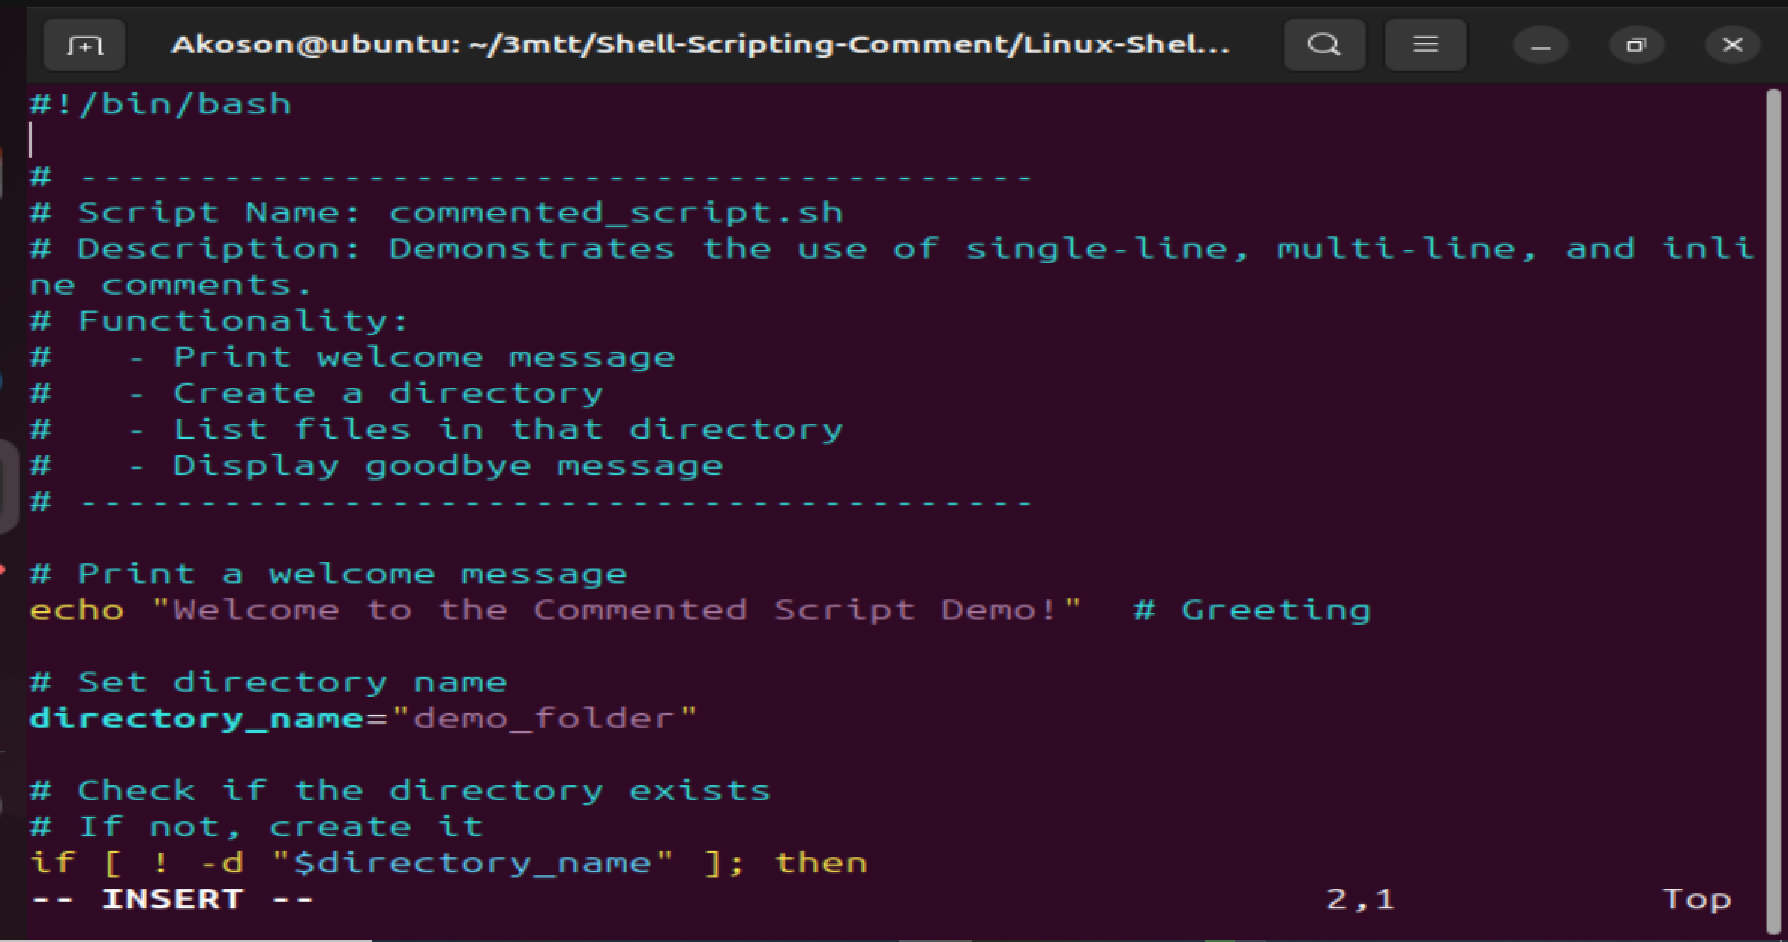 Akoson@ubuntu: ~/3mtt/Shell-Scripting-Comment/Linux-Shel...
#!/bin/bash
# ----------------------------------------
# Script Name: commented_script.sh
# Description: Demonstrates the use of single-line, multi-line, and inli
ne comments.
# Functionality:
#   - Print welcome message
#   - Create a directory
#   - List files in that directory
#   - Display goodbye message
# ----------------------------------------
# Print a welcome message
echo "Welcome to the Commented Script Demo!"  # Greeting
# Set directory name
directory_name="demo_folder"
# Check if the directory exists
# If not, create it
if [ ! -d "$directory_name" ]; then
-- INSERT -- 2,1 Top